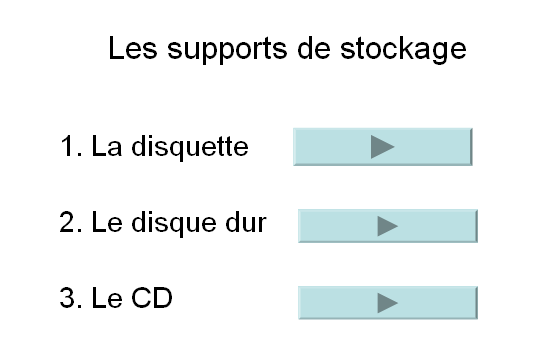 Les supports de stockage
1. La disquette
2. Le disque dur
3. Le CD